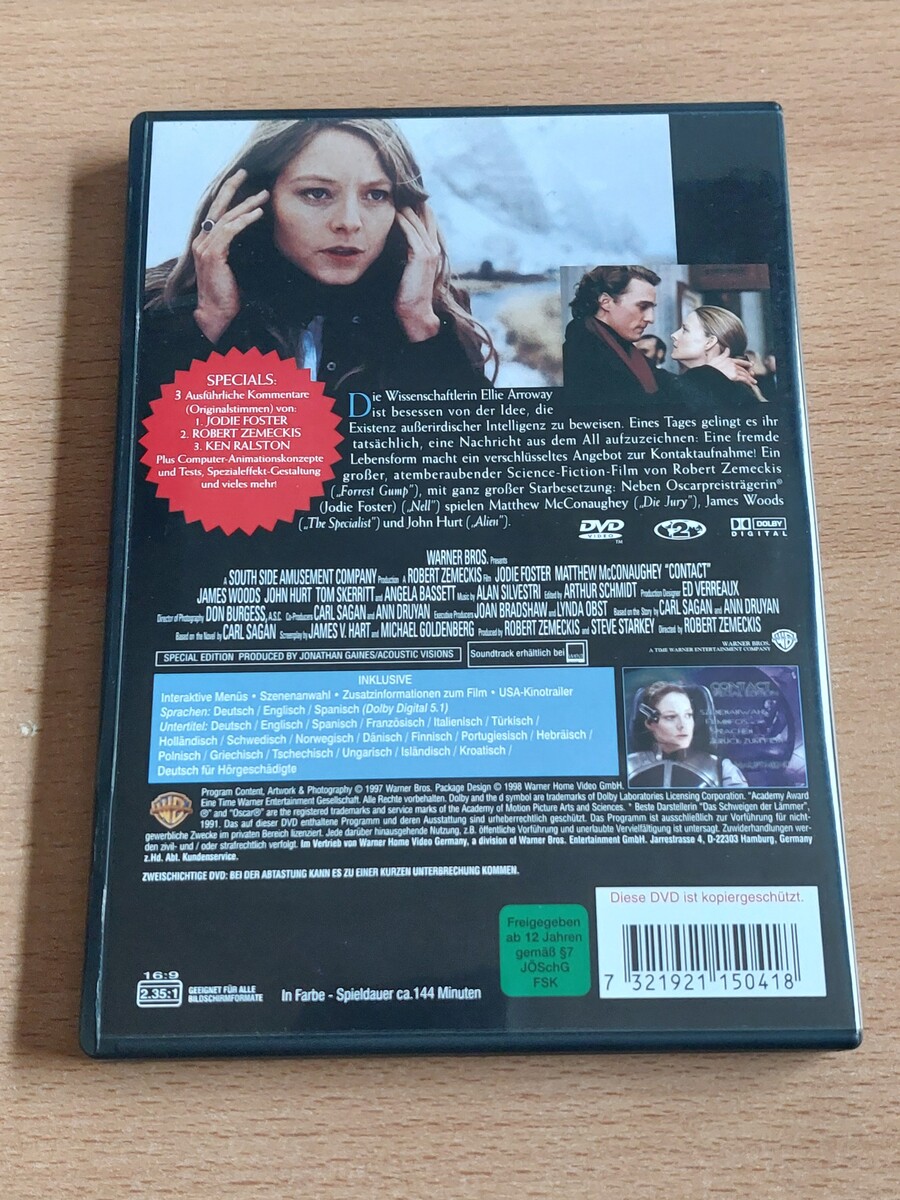 SPECIALS:
3 Ausführliche Kommentare
(Originalstimmen) von:
1. JODIE FOSTER
2. ROBERT ZEMECKIS
3. KEN RALSTON
Plus Computer-Animationskonzepte
und Tests, Spezialeffekt-Gestaltung
und vieles mehr!
Die Wissenschaftlerin Ellie Arroway
ist besessen von der Idee, die
Existenz außerirdischer Intelligenz zu beweisen. Eines Tages gelingt es ihr
tatsächlich, eine Nachricht aus dem All aufzuzeichnen: Eine fremde
Lebensform macht ein verschlüsseltes Angebot zur Kontaktaufnahme! Ein
großer, atemberaubender Science-Fiction-Film von Robert Zemeckis
(„Forrest Gump"), mit ganz großer Starbesetzung: Neben Oscarpreisträgerin®
(Jodie Foster) („Nell") spielen Matthew McConaughey („Die Jury"), James Woods
(„The Specialist") und John Hurt („Alien").
DVD
VIDEO
TM
2
DOLBY
DIGITAL
WARNER BROS. Presents
A SOUTH SIDE AMUSEMENT COMPANY Production A ROBERT ZEMECKIS Film JODIE FOSTER MATTHEW McCONAUGHEY "CONTACT"
JAMES WOODS JOHN HURT TOM SKERRITT and ANGELA BASSETT Music by ALAN SILVESTRI Edited by ARTHUR SCHMIDT Production Designer ED VERREAUX
Director of Photography DON BURGESS, A.S.C. Co-Producers CARL SAGAN and ANN DRUYAN Executive Producers JOAN BRADSHAW and LYNDA OBST Based on the Story by CARL SAGAN and ANN DRUYAN
Based on the Novel by CARL SAGAN Screenplay by JAMES V. HART and MICHAEL GOLDENBERG Produced by ROBERT ZEMECKIS and STEVE STARKEY Directed by ROBERT ZEMECKIS
WARNER BROS.
A TIME WARNER ENTERTAINMENT COMPANY
SPECIAL EDITION PRODUCED BY JONATHAN GAINES/ACOUSTIC VISIONS
Soundtrack erhältlich bei
INKLUSIVE
Interaktive Menüs • Szenenanwahl • Zusatzinformationen zum Film • USA-Kinotrailer
Sprachen: Deutsch / Englisch / Spanisch (Dolby Digital 5.1)
Untertitel: Deutsch / Englisch / Spanisch / Französisch / Italienisch / Türkisch /
Holländisch / Schwedisch / Norwegisch / Dänisch / Finnisch / Portugiesisch / Hebräisch /
Polnisch / Griechisch / Tschechisch / Ungarisch / Isländisch / Kroatisch /
Deutsch für Hörgeschädigte
CONTACT
SPECIAL EDITION
Program Content, Artwork & Photography © 1997 Warner Bros. Package Design © 1998 Warner Home Video GmbH.
Eine Time Warner Entertainment Gesellschaft. Alle Rechte vorbehalten. Dolby und the d symbol are trademarks of Dolby Laboratories Licensing Corporation. "Academy Award
®" und "Oscar®" are the registered trademarks and service marks of the Academy of Motion Picture Arts and Sciences. * Beste Darstellerin "Das Schweigen der Lämmer",
1991. Das auf dieser DVD enthaltene Programm und deren Ausstattung sind urheberrechtlich geschützt. Das Programm ist ausschließlich zur Vorführung für nicht-
gewerbliche Zwecke im privaten Bereich lizenziert. Jede darüber hinausgehende Nutzung, z.B. öffentliche Vorführung und unerlaubte Vervielfältigung ist untersagt. Zuwiderhandlungen wer-
den zivil- und / oder strafrechtlich verfolgt. Im Vertrieb von Warner Home Video Germany, a division of Warner Bros. Entertainment GmbH. Jarrestrase 4, D-22303 Hamburg, Germany
z.Hd. Abt. Kundenservice.
ZWEISCHICHTIGE DVD: BEI DER ABTASTUNG KANN ES ZU EINER KURZEN UNTERBRECHUNG KOMMEN.
Diese DVD ist kopiergeschützt.
7 321921 150418
Freigegeben
ab 12 Jahren
gemäß §7
JÖSchG
FSK
16:9
2.35:1
GEEIGNET FÜR ALLE
BILDSCHIRMFORMATE
In Farbe - Spieldauer ca.144 Minuten